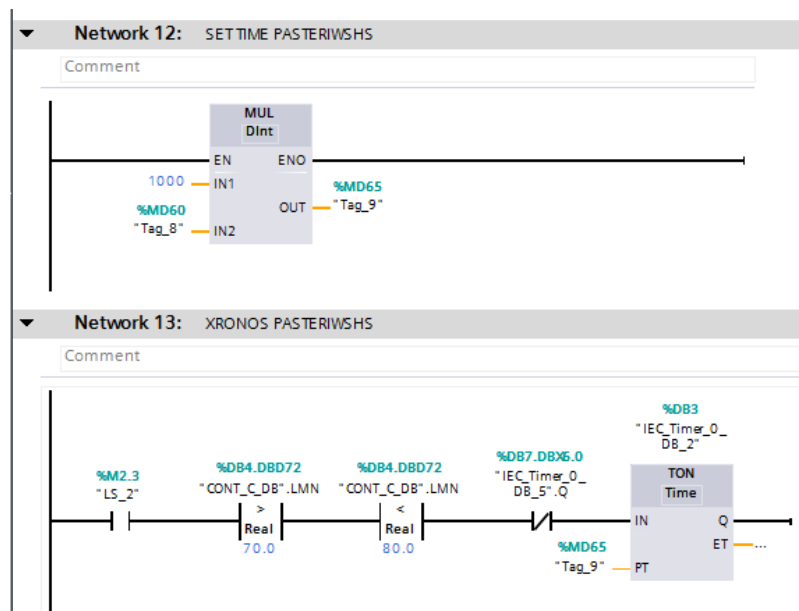 Network 12: SET TIME PASTERIWSHS
Comment
MUL
DInt
EN ENO
1000 IN1
%MD65
"Tag_9"
OUT
%MD60
"Tag_8"
IN2
Network 13: XRONOS PASTERIWSHS
Comment
%DB3
"IEC_Timer_0_
DB_2"
%M2.3
"LS_2"
%DB4.DBD72
"CONT_C_DB".LMN
>
Real
70.0
%DB4.DBD72
"CONT_C_DB".LMN
<
Real
80.0
%DB7.DBX6.0
"IEC_Timer_0_
DB_5".Q
TON
Time
IN Q
ET ...
%MD65
"Tag_9"
PT